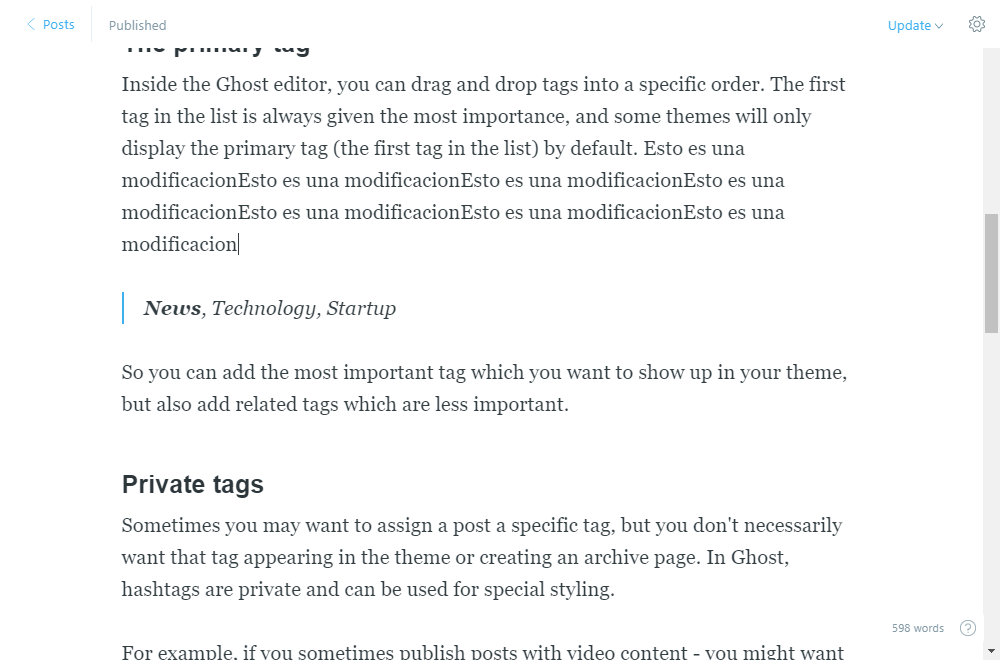 Posts
Published
Update
The primary tag
Inside the Ghost editor, you can drag and drop tags into a specific order. The first
tag in the list is always given the most importance, and some themes will only
display the primary tag (the first tag in the list) by default. Esto es una
modificacionEsto es una modificacionEsto es una modificacionEsto es una
modificacionEsto es una modificacionEsto es una modificacionEsto es una
modificacion
News, Technology, Startup
So you can add the most important tag which you want to show up in your theme,
but also add related tags which are less important.
Private tags
Sometimes you may want to assign a post a specific tag, but you don't necessarily
want that tag appearing in the theme or creating an archive page. In Ghost,
hashtags are private and can be used for special styling.
598 words ?
For example, if you sometimes publish posts with video content - you might want